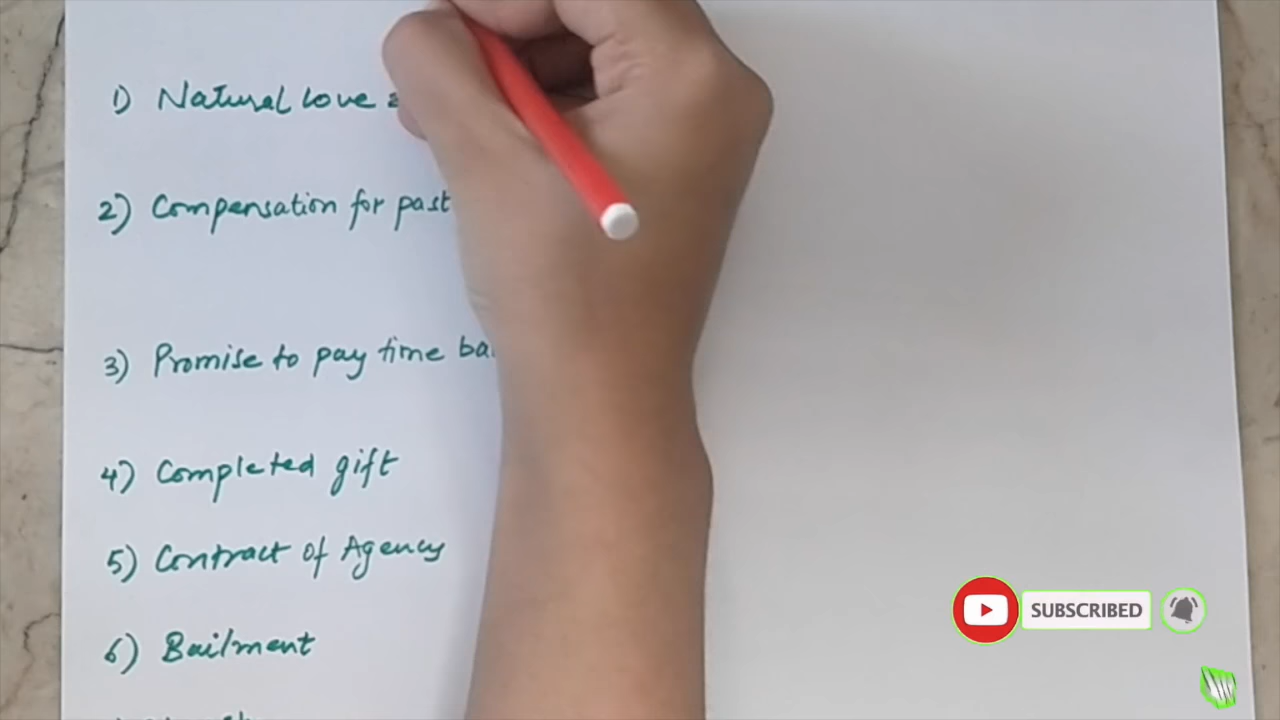 1) Natural love
2) Compensation for past
3) Promise to pay time
4) Completed gift
5) Contract of Agency
6) Bailment
SUBSCRIBED